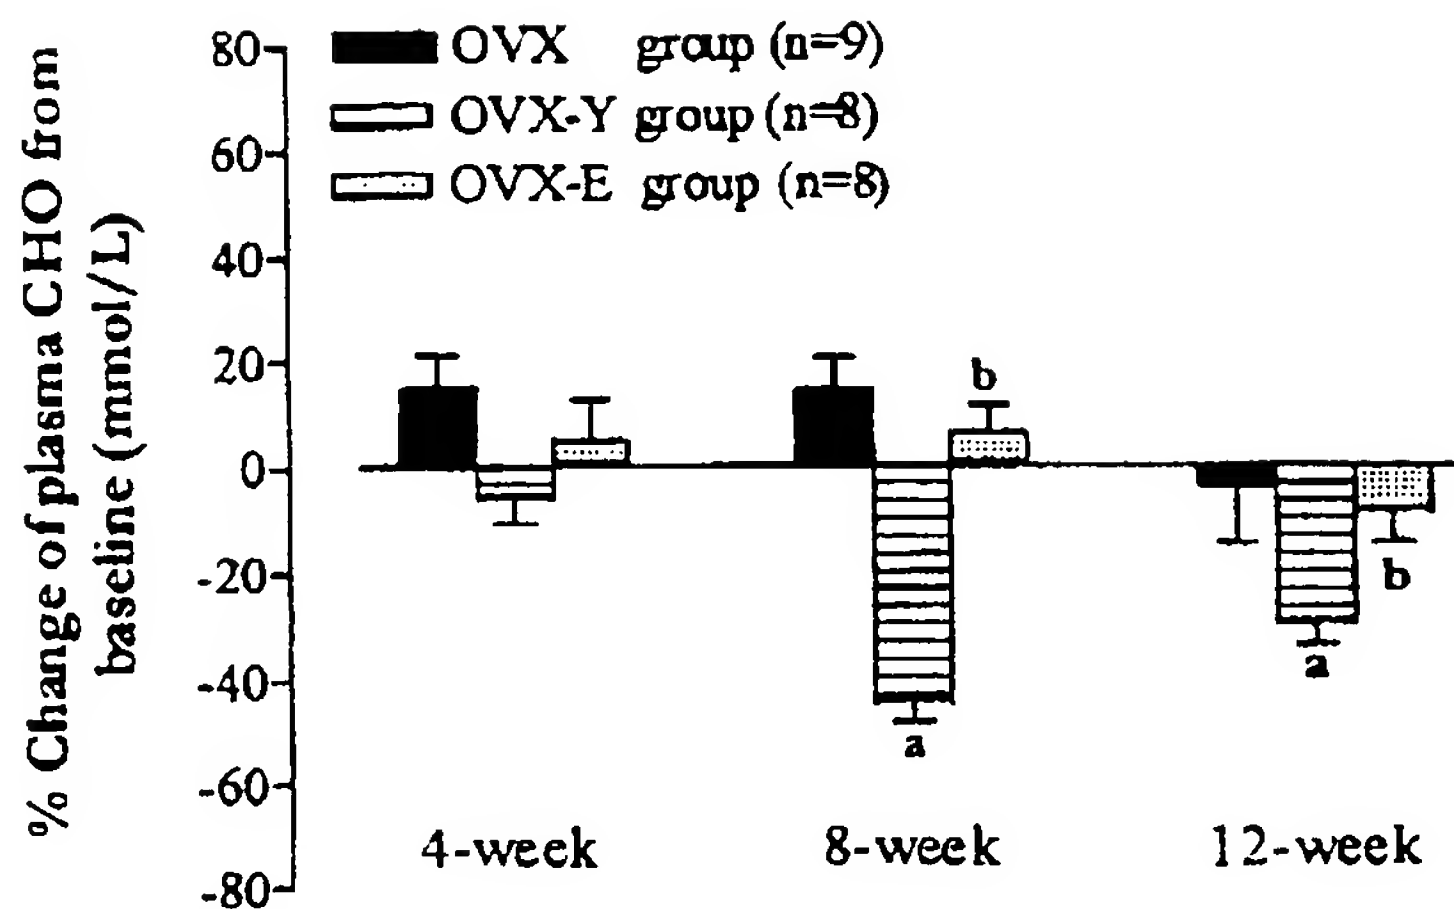 % Change of plasma CHO from
baseline (mmol/L)
80
60
40
20
0
-20
-40
-60
-80
OVX group (n=9)
OVX-Y group (n=8)
OVX-E group (n=8)
b
a
b
a
4-week
8-week
12-week